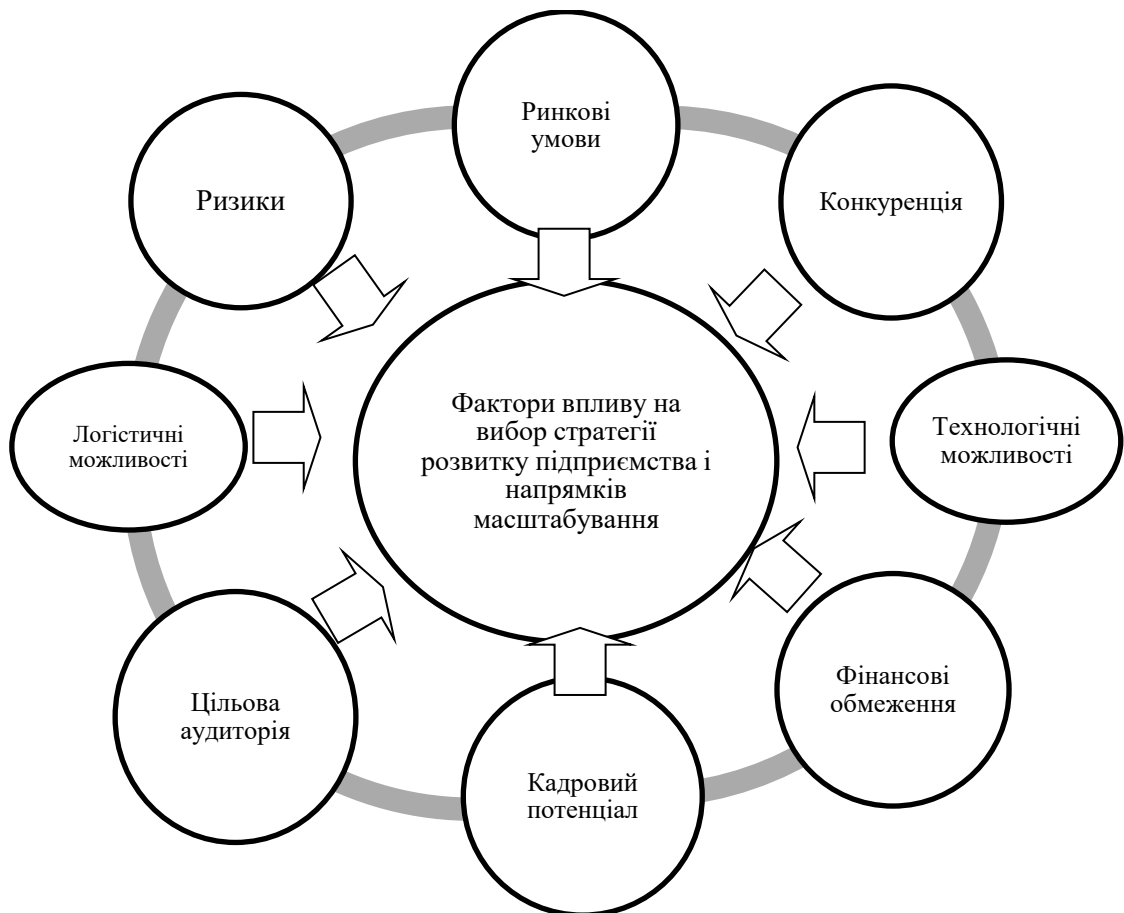 Ринкові
умови
Ризики
Конкуренція
Фактори впливу на
вибор стратегії
розвитку підприємства і
напрямків
масштабування
Логістичні
можливості
Технологічні
можливості
Цільова
аудиторія
Фінансові
обмеження
Кадровий
потенціал